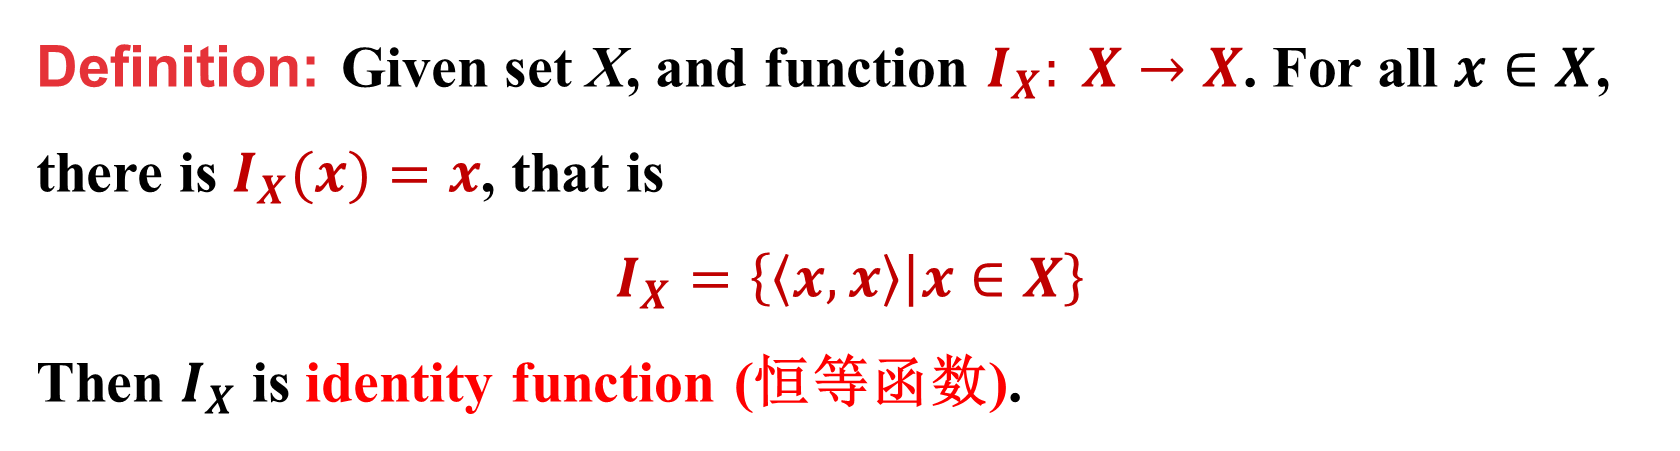 Definition: Given set X, and function I_X: X → X. For all x ∈ X,
there is I_X(x) = x, that is
I_X = {⟨x, x⟩|x ∈ X}
Then I_X is identity function (恒等函数).